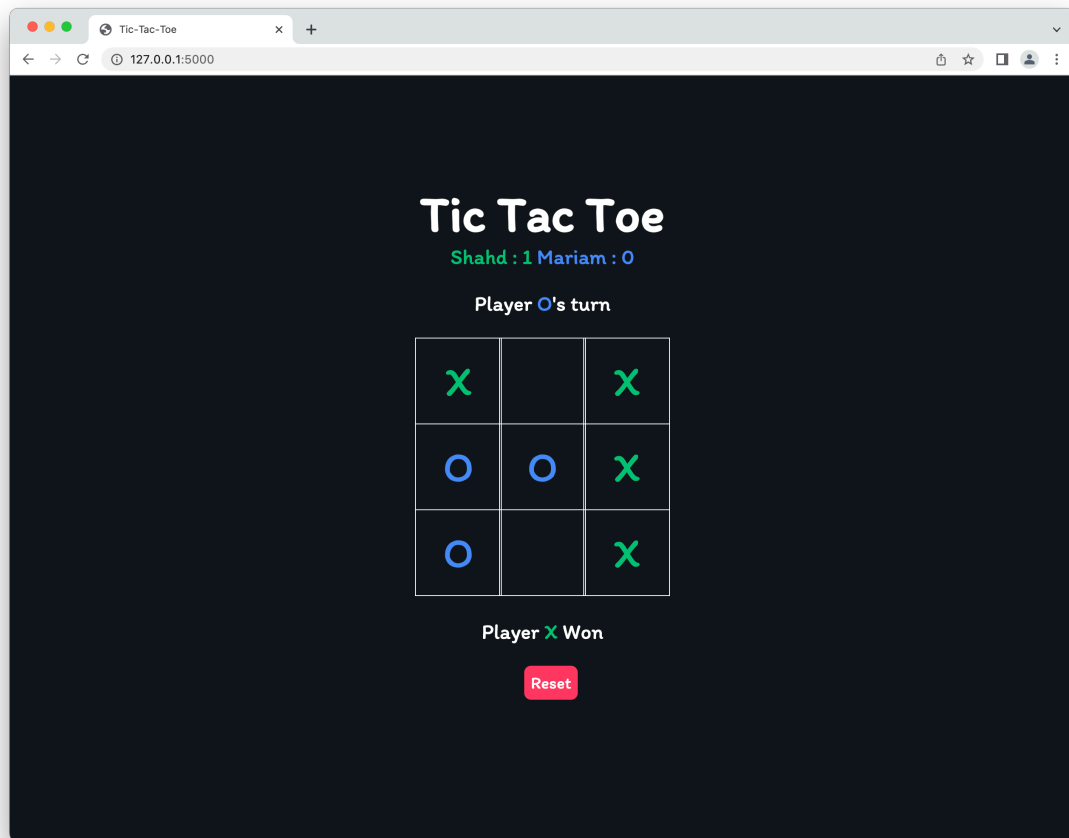 Tic-Tac-Toe
127.0.0.1:5000
Tic Tac Toe
Shahd : 1 Mariam : 0
Player O's turn
X X
O O X
O X
Player X Won
Reset